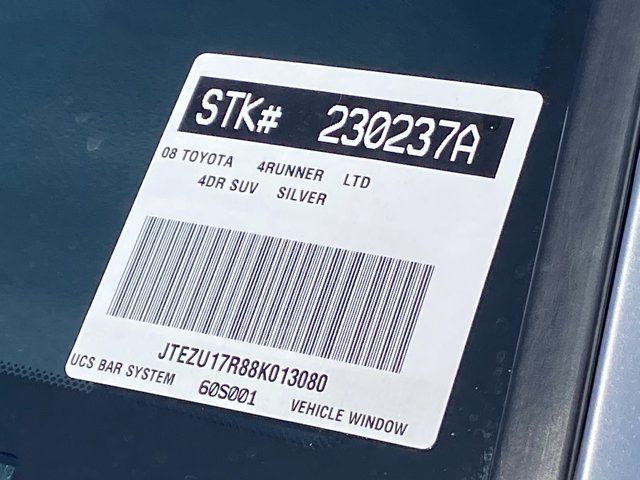 STK# 230237A
08 TOYOTA 4RUNNER LTD
4DR SUV SILVER
JTEZU17R88K013080
UCS BAR SYSTEM 60S001 VEHICLE WINDOW